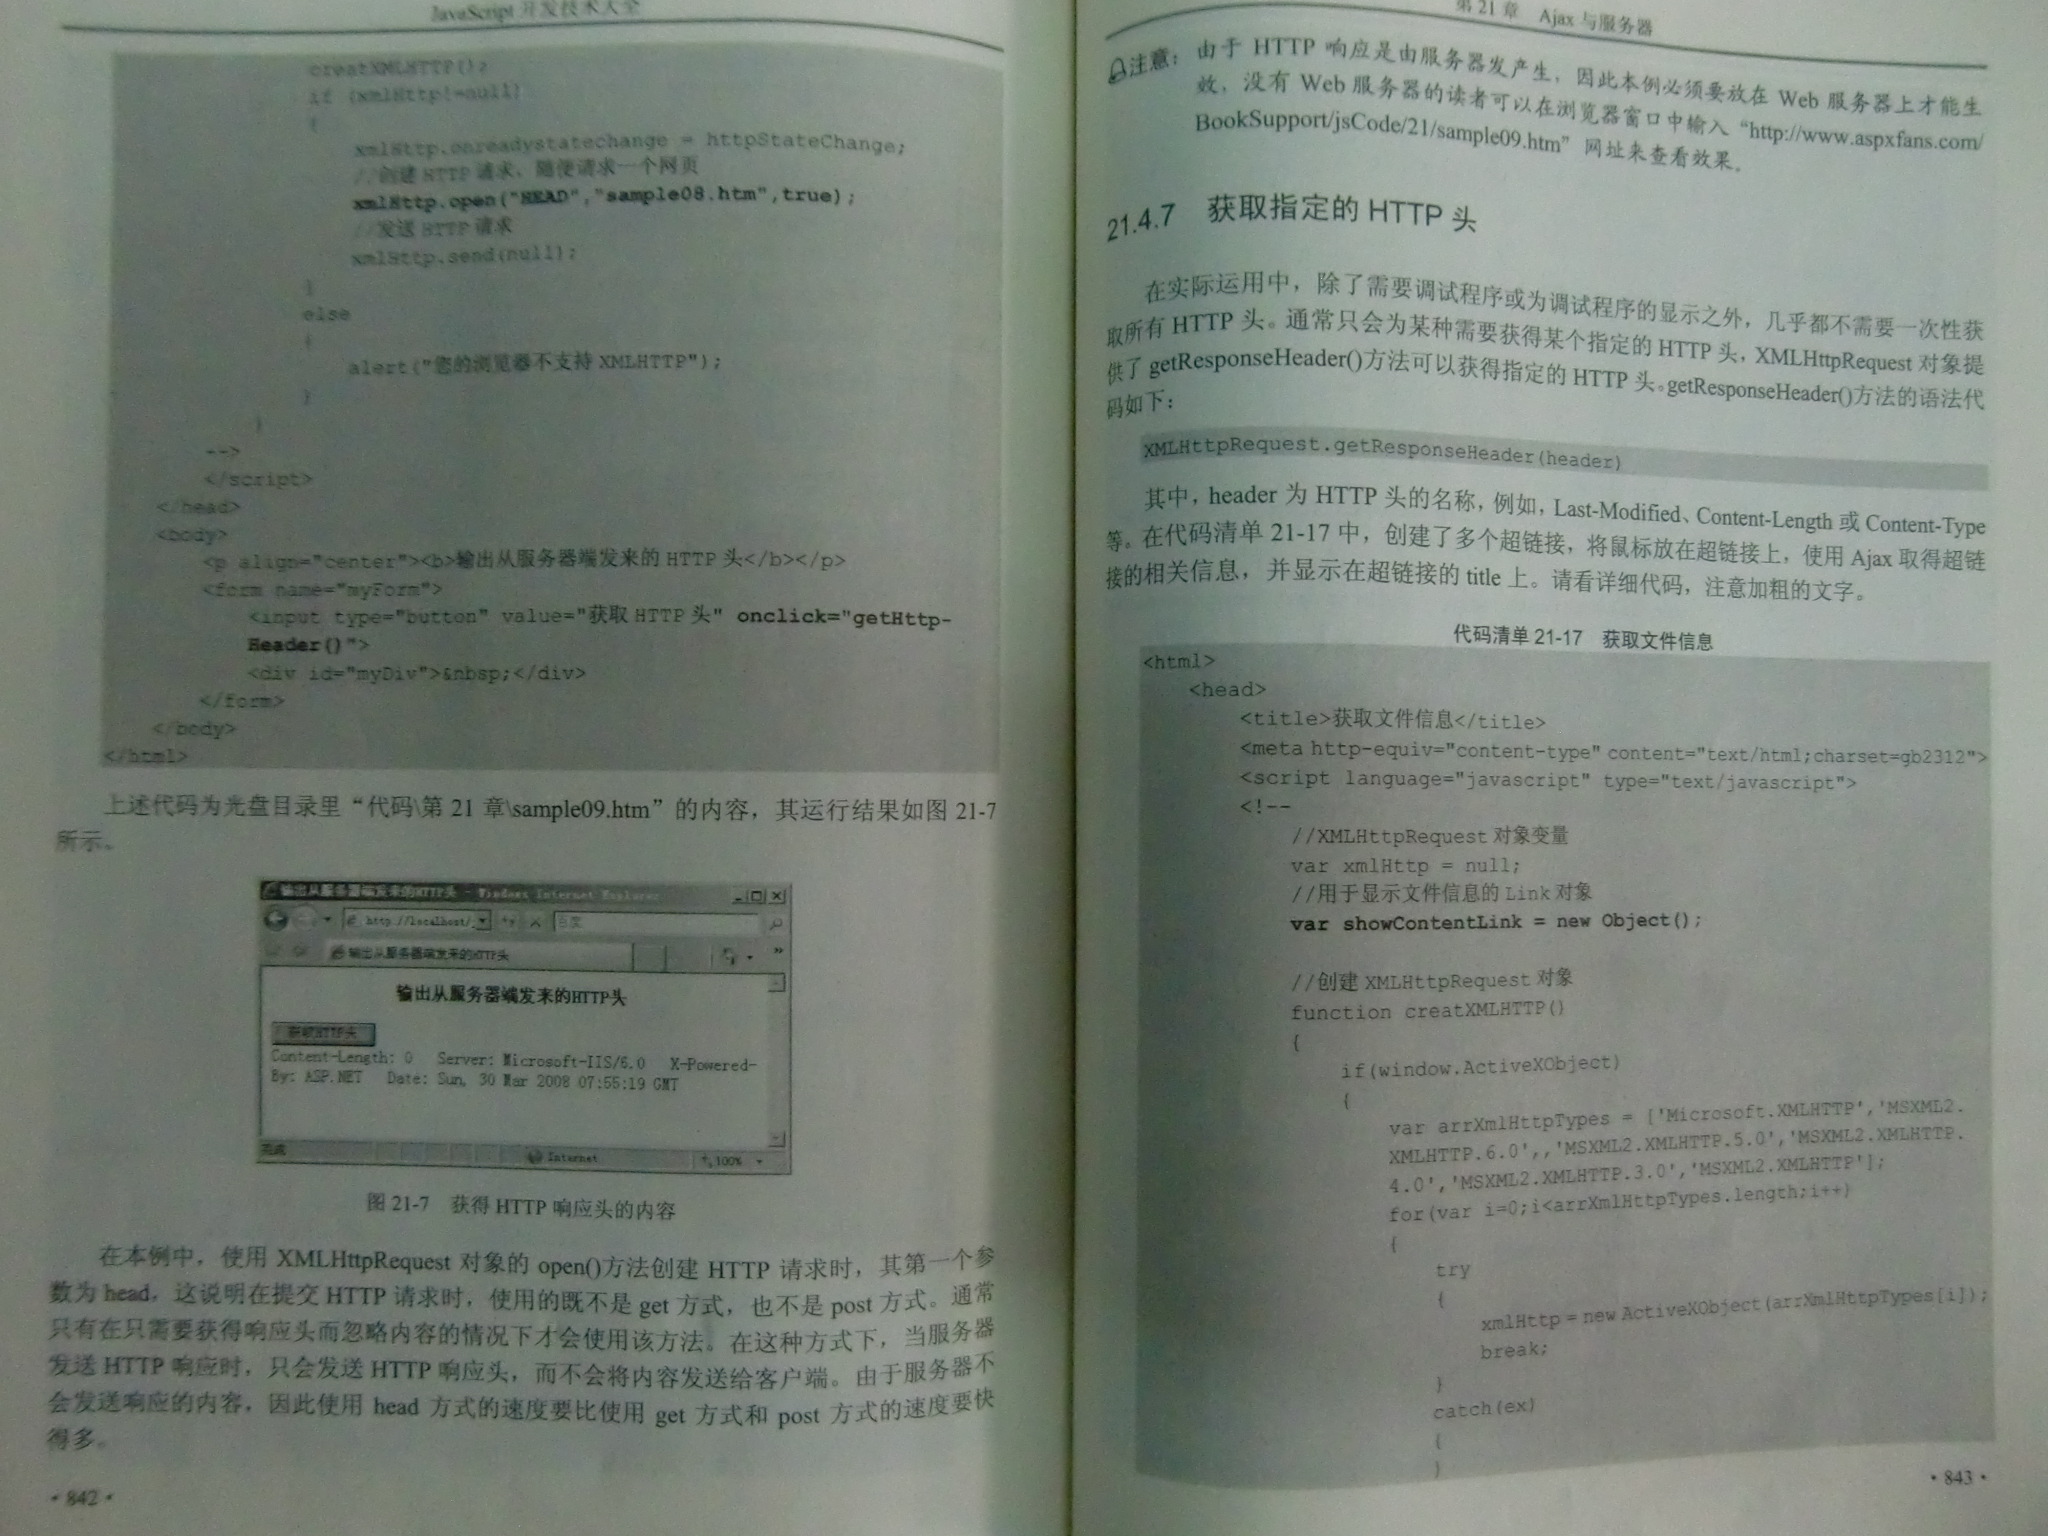 JavaScript 开发技术大全
creatXMLHTTP();
if (xmlHttp!=null)
{
xmlHttp.onreadystatechange = httpStateChange;
//创建 HTTP 请求，随便请求一个网页
xmlHttp.open("HEAD","sample08.htm",true);
//发送 HTTP 请求
xmlHttp.send(null);
}
else
{
alert("您的浏览器不支持 XMLHTTP");
}
}
-->
</script>
</head>
<body>
<p align="center"><b>输出从服务器端发来的 HTTP 头</b></p>
<form name="myForm">
<input type="button" value="获取 HTTP 头" onclick="getHttp-
Header()">
<div id="myDiv">&nbsp;</div>
</form>
</body>
</html>
上述代码为光盘目录里“代码\第 21 章\sample09.htm”的内容，其运行结果如图 21-7
所示。
输出从服务器端发来的HTTP头 - Windows Internet Explorer
http://localhost/
百度
输出从服务器端发来的HTTP头
输出从服务器端发来的HTTP头
获取HTTP头
Content-Length: 0 Server: Microsoft-IIS/6.0 X-Powered-
By: ASP.NET Date: Sun, 30 Mar 2008 07:55:19 GMT
完成
Internet
100%
图 21-7 获得 HTTP 响应头的内容
在本例中，使用 XMLHttpRequest 对象的 open()方法创建 HTTP 请求时，其第一个参
数为 head，这说明在提交 HTTP 请求时，使用的既不是 get 方式，也不是 post 方式。通常
只有在只需要获得响应头而忽略内容的情况下才会使用该方法。在这种方式下，当服务器
发送 HTTP 响应时，只会发送 HTTP 响应头，而不会将内容发送给客户端。由于服务器不
会发送响应的内容，因此使用 head 方式的速度要比使用 get 方式和 post 方式的速度要快
得多。
·842·
第 21 章 Ajax 与服务器
注意：由于 HTTP 响应是由服务器发产生，因此本例必须要放在 Web 服务器上才能生
效，没有 Web 服务器的读者可以在浏览器窗口中输入“http://www.aspxfans.com/
BookSupport/jsCode/21/sample09.htm”网址来查看效果。
21.4.7 获取指定的 HTTP 头
在实际运用中，除了需要调试程序或为调试程序的显示之外，几乎都不需要一次性获
取所有 HTTP 头。通常只会为某种需要获得某个指定的 HTTP 头，XMLHttpRequest 对象提
供了 getResponseHeader()方法可以获得指定的 HTTP 头。getResponseHeader()方法的语法代
码如下：
XMLHttpRequest.getResponseHeader(header)
其中，header 为 HTTP 头的名称，例如，Last-Modified、Content-Length 或 Content-Type
等。在代码清单 21-17 中，创建了多个超链接，将鼠标放在超链接上，使用 Ajax 取得超链
接的相关信息，并显示在超链接的 title 上。请看详细代码，注意加粗的文字。
代码清单 21-17 获取文件信息
<html>
<head>
<title>获取文件信息</title>
<meta http-equiv="content-type" content="text/html;charset=gb2312">
<script language="javascript" type="text/javascript">
<!--
//XMLHttpRequest 对象变量
var xmlHttp = null;
//用于显示文件信息的 Link 对象
var showContentLink = new Object();
//创建 XMLHttpRequest 对象
function creatXMLHTTP()
{
if(window.ActiveXObject)
{
var arrXmlHttpTypes = ['Microsoft.XMLHTTP','MSXML2.
XMLHTTP.6.0',,'MSXML2.XMLHTTP.5.0','MSXML2.XMLHTTP.
4.0','MSXML2.XMLHTTP.3.0','MSXML2.XMLHTTP'];
for(var i=0;i<arrXmlHttpTypes.length;i++)
{
try
{
xmlHttp = new ActiveXObject(arrXmlHttpTypes[i]);
break;
}
catch(ex)
{
}
·843·